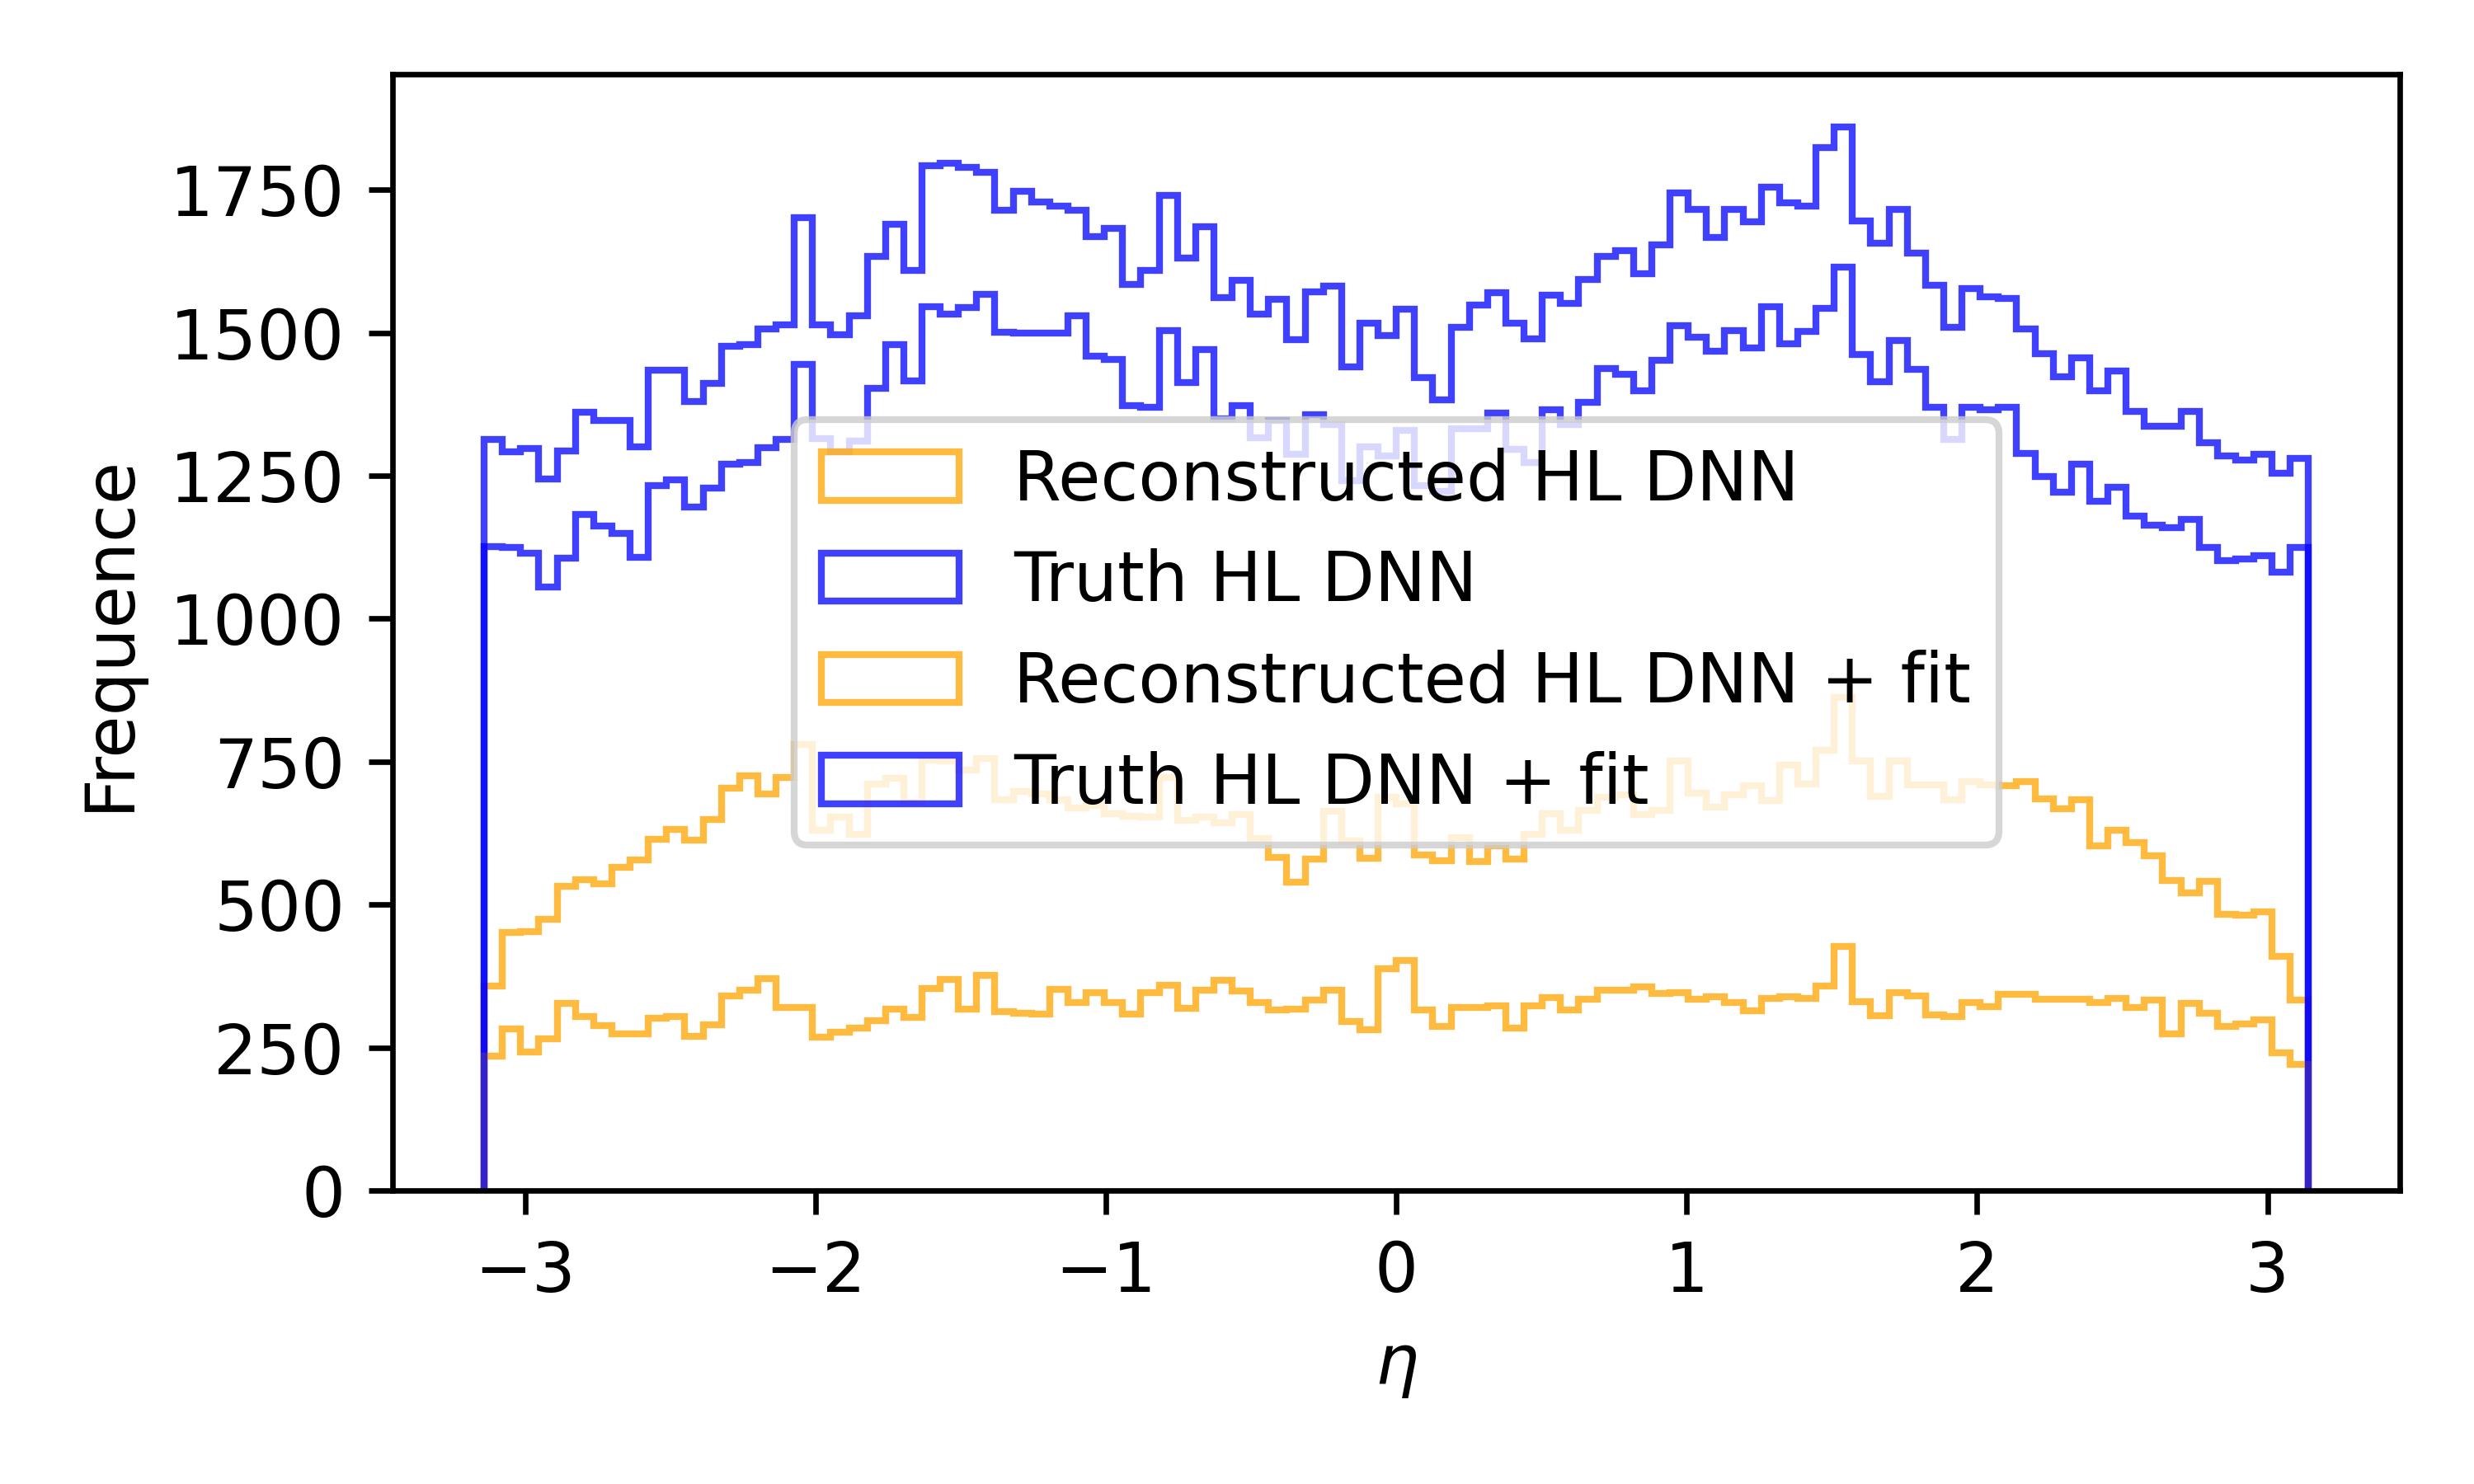 Frequence
1750
1500
1250
1000
750
500
250
0
Reconstructed HL DNN
Truth HL DNN
Reconstructed HL DNN + fit
Truth HL DNN + fit
−3 −2 −1 0 1 2 3
η